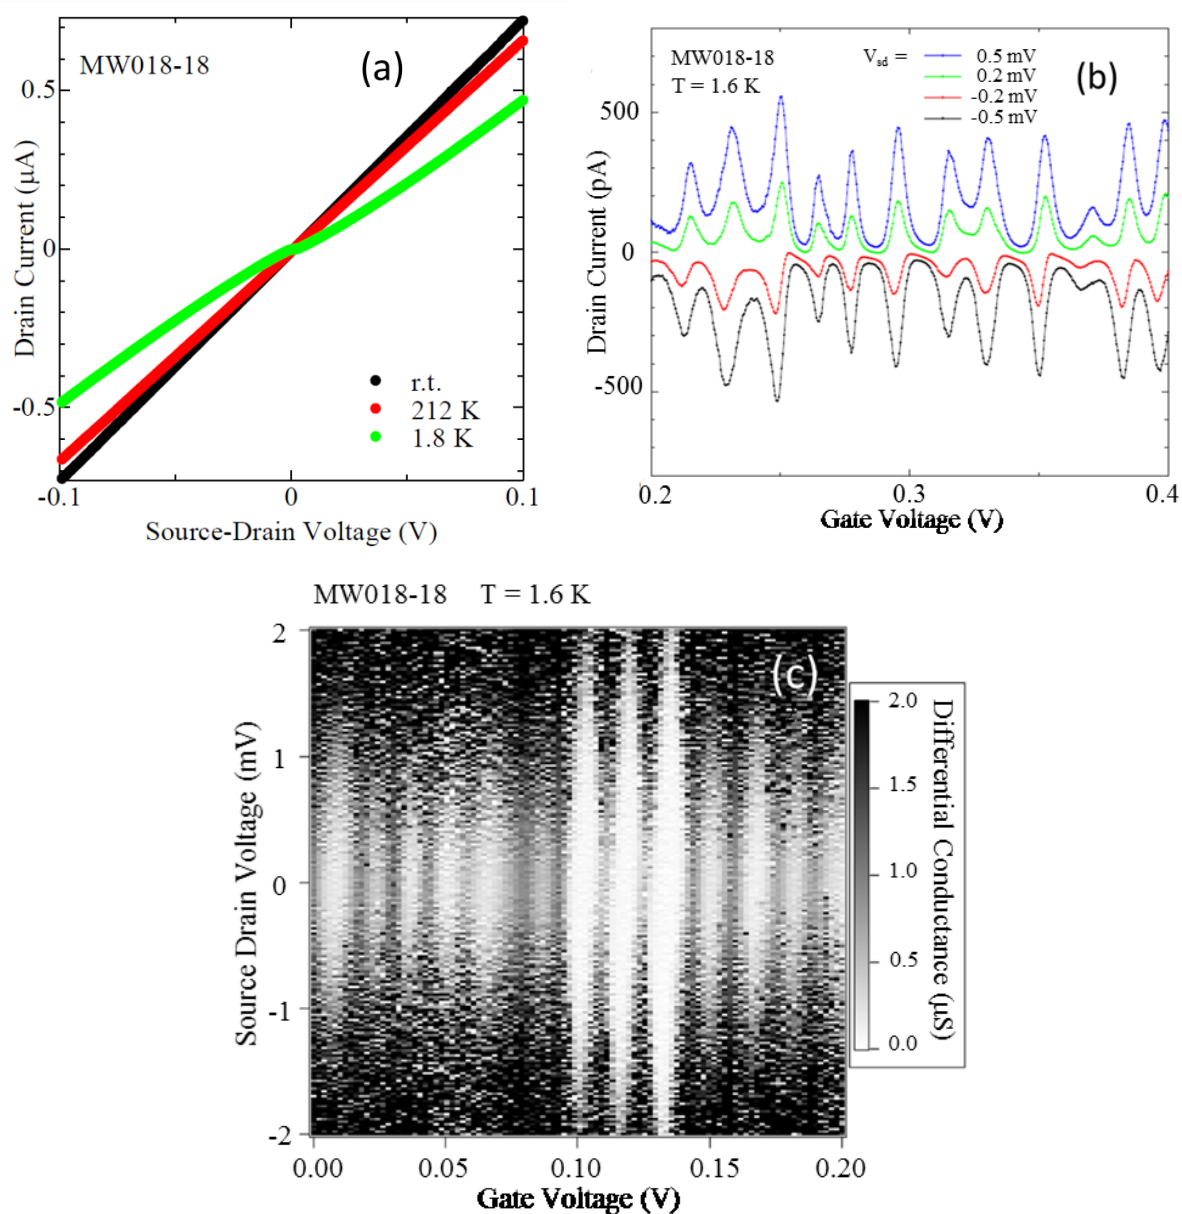 MW018-18
(a)
0.5
0
-0.5
Drain Current (μA)
r.t.
212 K
1.8 K
-0.1
0
0.1
Source-Drain Voltage (V)
MW018-18
T = 1.6 K
Vsd =
0.5 mV
0.2 mV
-0.2 mV
-0.5 mV
(b)
500
0
-500
Drain Current (pA)
0.2
0.3
0.4
Gate Voltage (V)
MW018-18 T = 1.6 K
(c)
2
1
0
-1
-2
Source Drain Voltage (mV)
0.00
0.05
0.10
0.15
0.20
Gate Voltage (V)
2.0
1.5
1.0
0.5
0.0
Differential Conductance (μS)